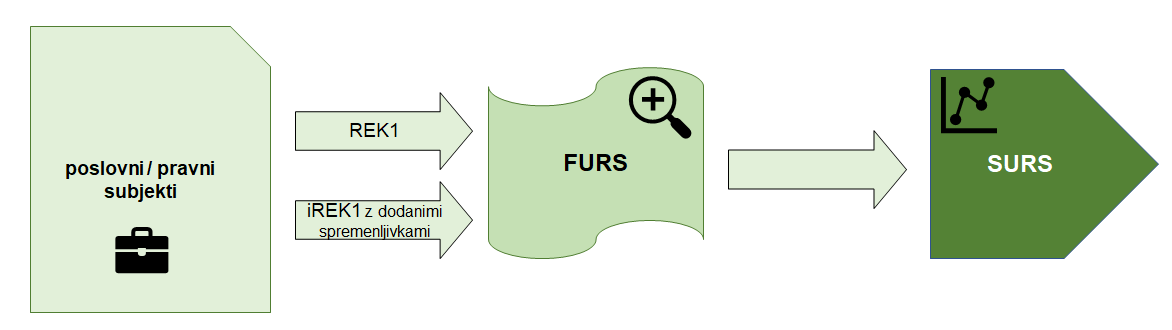 poslovni / pravni
subjekti
REK1
iREK1 z dodanimi
spremenljivkami
FURS
SURS